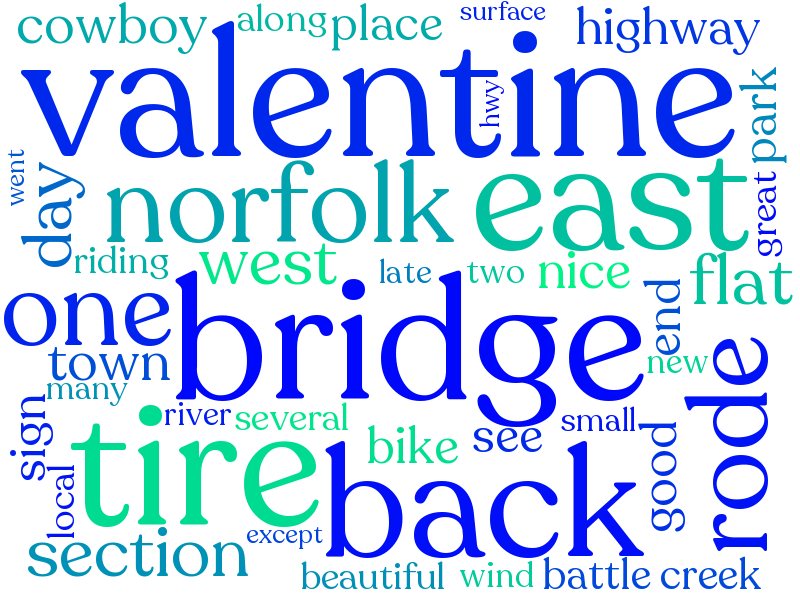 cowboy
along
place
surface
highway
valentine
hwy
park
went
day
norfolk
east
great
riding
west
late
two
nice
flat
one
bridge
end
town
new
many
rode
sign
river
several
tire
bike
see
small
good
local
back
except
section
beautiful
wind
battle creek